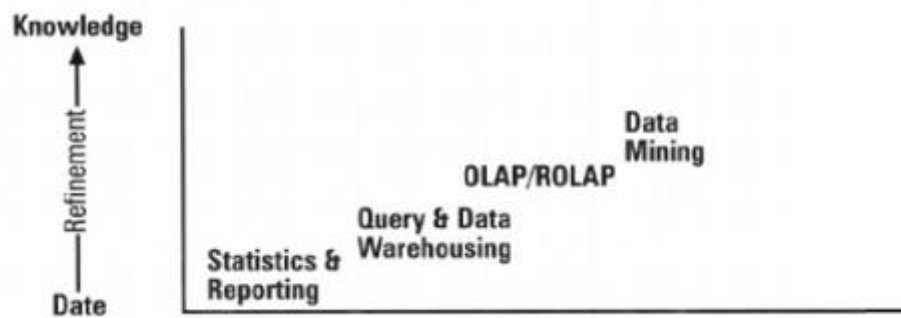 Knowledge
Refinement
Date
Data
Mining
OLAP/ROLAP
Query & Data
Warehousing
Statistics &
Reporting